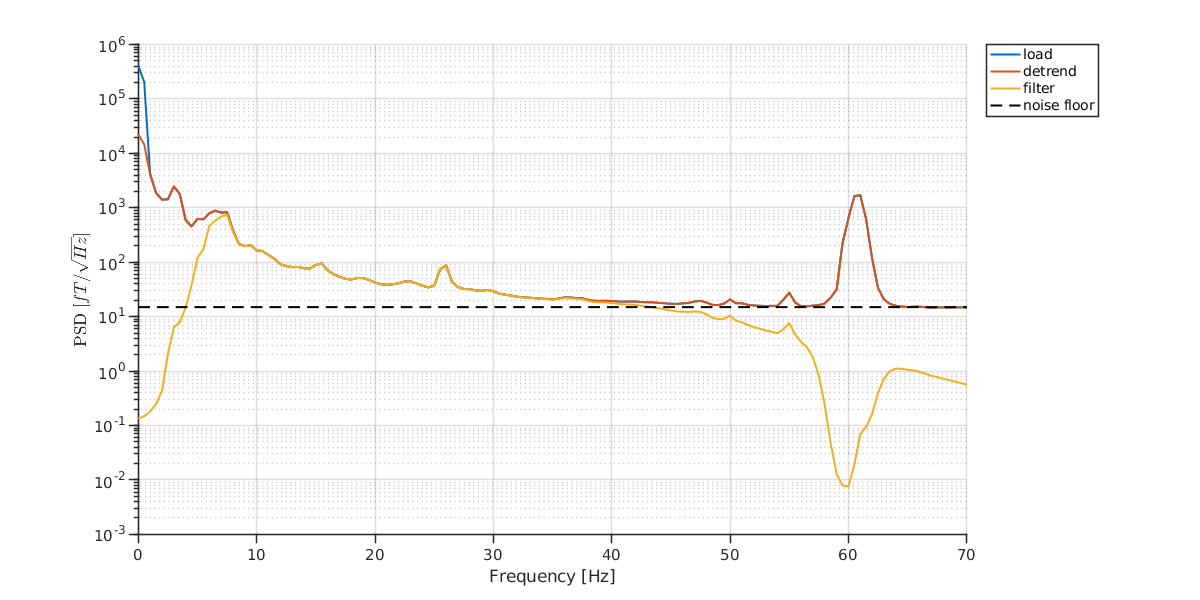 load
detrend
filter
noise floor
10^6
10^5
10^4
10^3
10^2
10^1
10^0
10^-1
10^-2
10^-3
PSD [fT/√Hz]
0 10 20 30 40 50 60 70
Frequency [Hz]